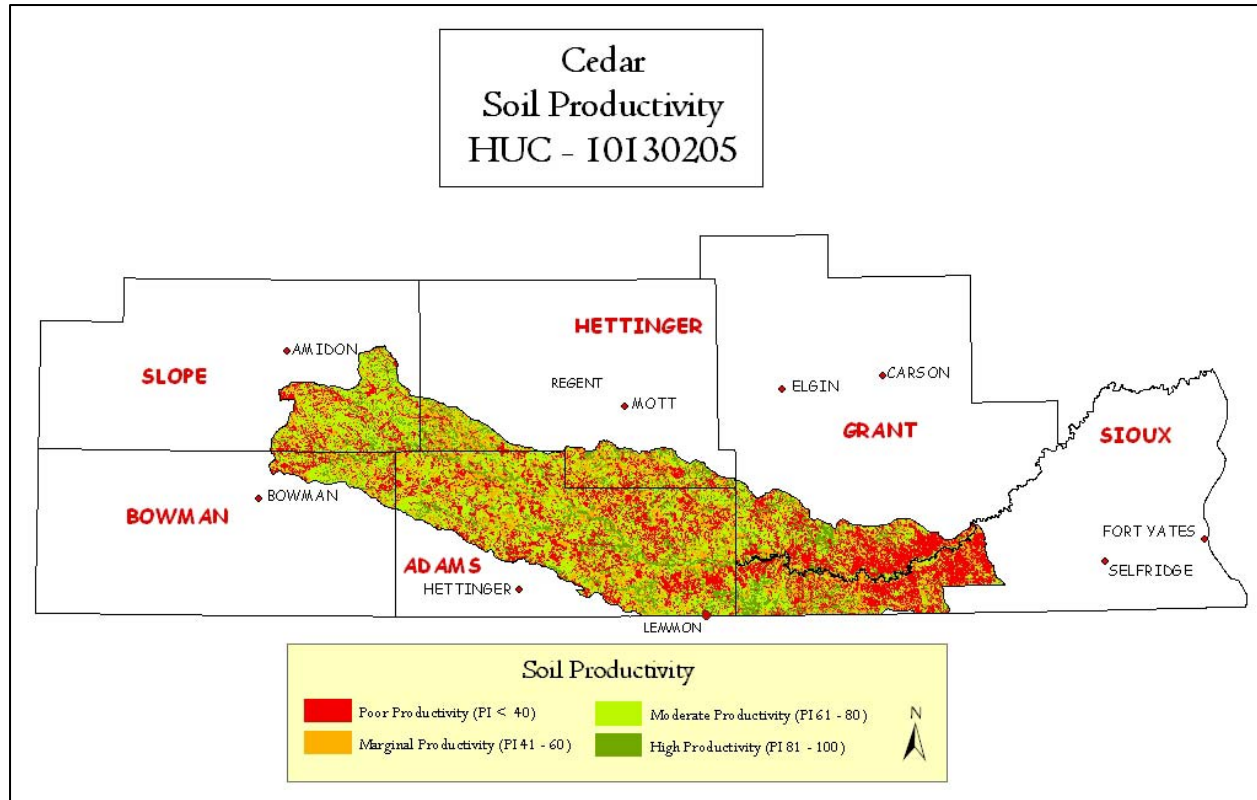 Cedar
Soil Productivity
HUC - 10130205
HETTINGER
AMIDON
SLOPE
REGENT
MOTT
ELGIN
CARSON
GRANT
SIOUX
BOWMAN
BOWMAN
FORT YATES
ADAMS
SELFRIDGE
HETTINGER
LEMMON
Soil Productivity
Poor Productivity (PI < 40)
Moderate Productivity (PI 61 - 80)
N
Marginal Productivity (PI 41 - 60)
High Productivity (PI 81 - 100)